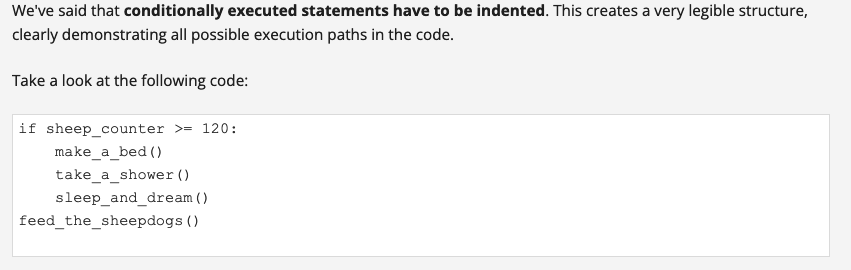 We've said that conditionally executed statements have to be indented. This creates a very legible structure,
clearly demonstrating all possible execution paths in the code.
Take a look at the following code:
if sheep_counter >= 120:
    make_a_bed()
    take_a_shower()
    sleep_and_dream()
feed_the_sheepdogs()